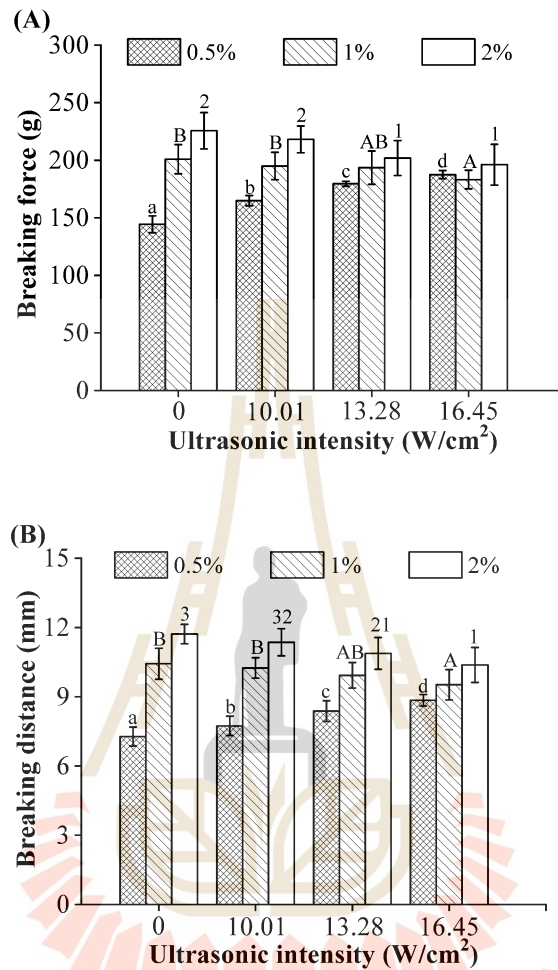 (A)
300
0.5% 1% 2%
250
200
150
100
50
0
Breaking force (g)
a B 2
b B 2
c AB 1
d A 1
0 10.01 13.28 16.45
Ultrasonic intensity (W/cm²)
(B)
15
0.5% 1% 2%
12
9
6
3
0
Breaking distance (mm)
a B 3
b B 32
c AB 21
d A 1
0 10.01 13.28 16.45
Ultrasonic intensity (W/cm²)